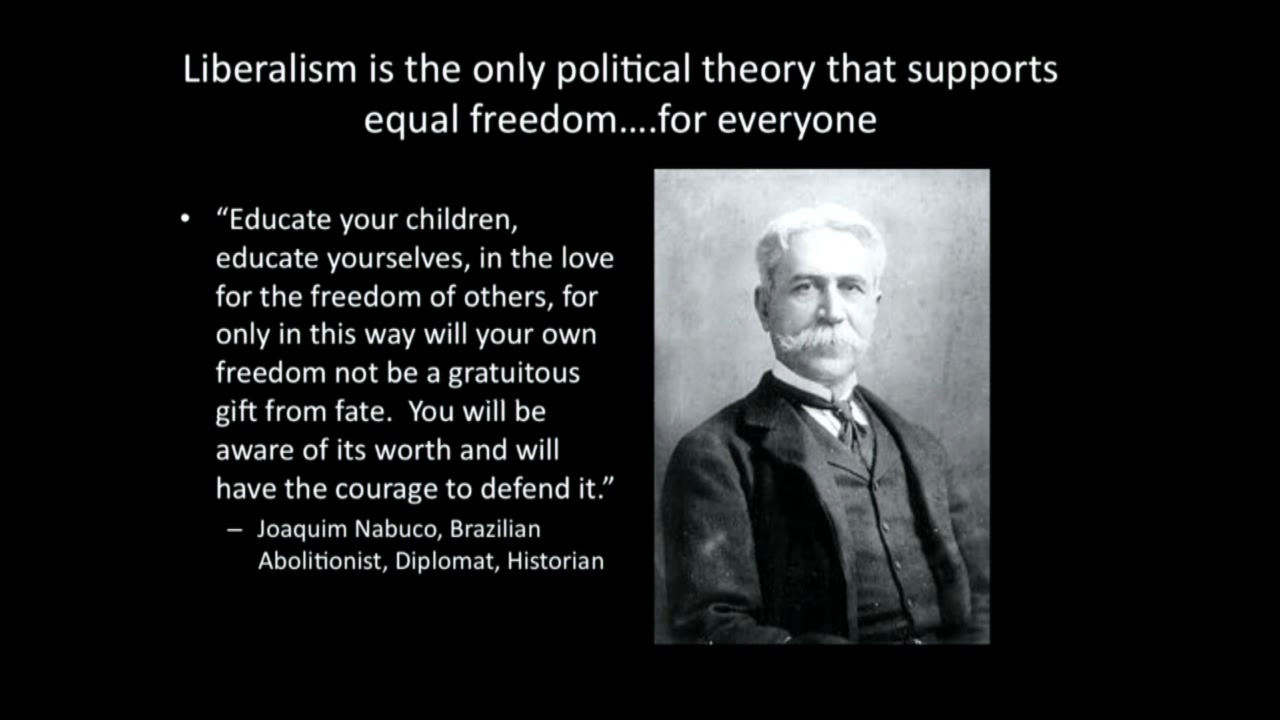 Liberalism is the only political theory that supports
equal freedom....for everyone
• “Educate your children,
educate yourselves, in the love
for the freedom of others, for
only in this way will your own
freedom not be a gratuitous
gift from fate.  You will be
aware of its worth and will
have the courage to defend it.”
– Joaquim Nabuco, Brazilian
Abolitionist, Diplomat, Historian